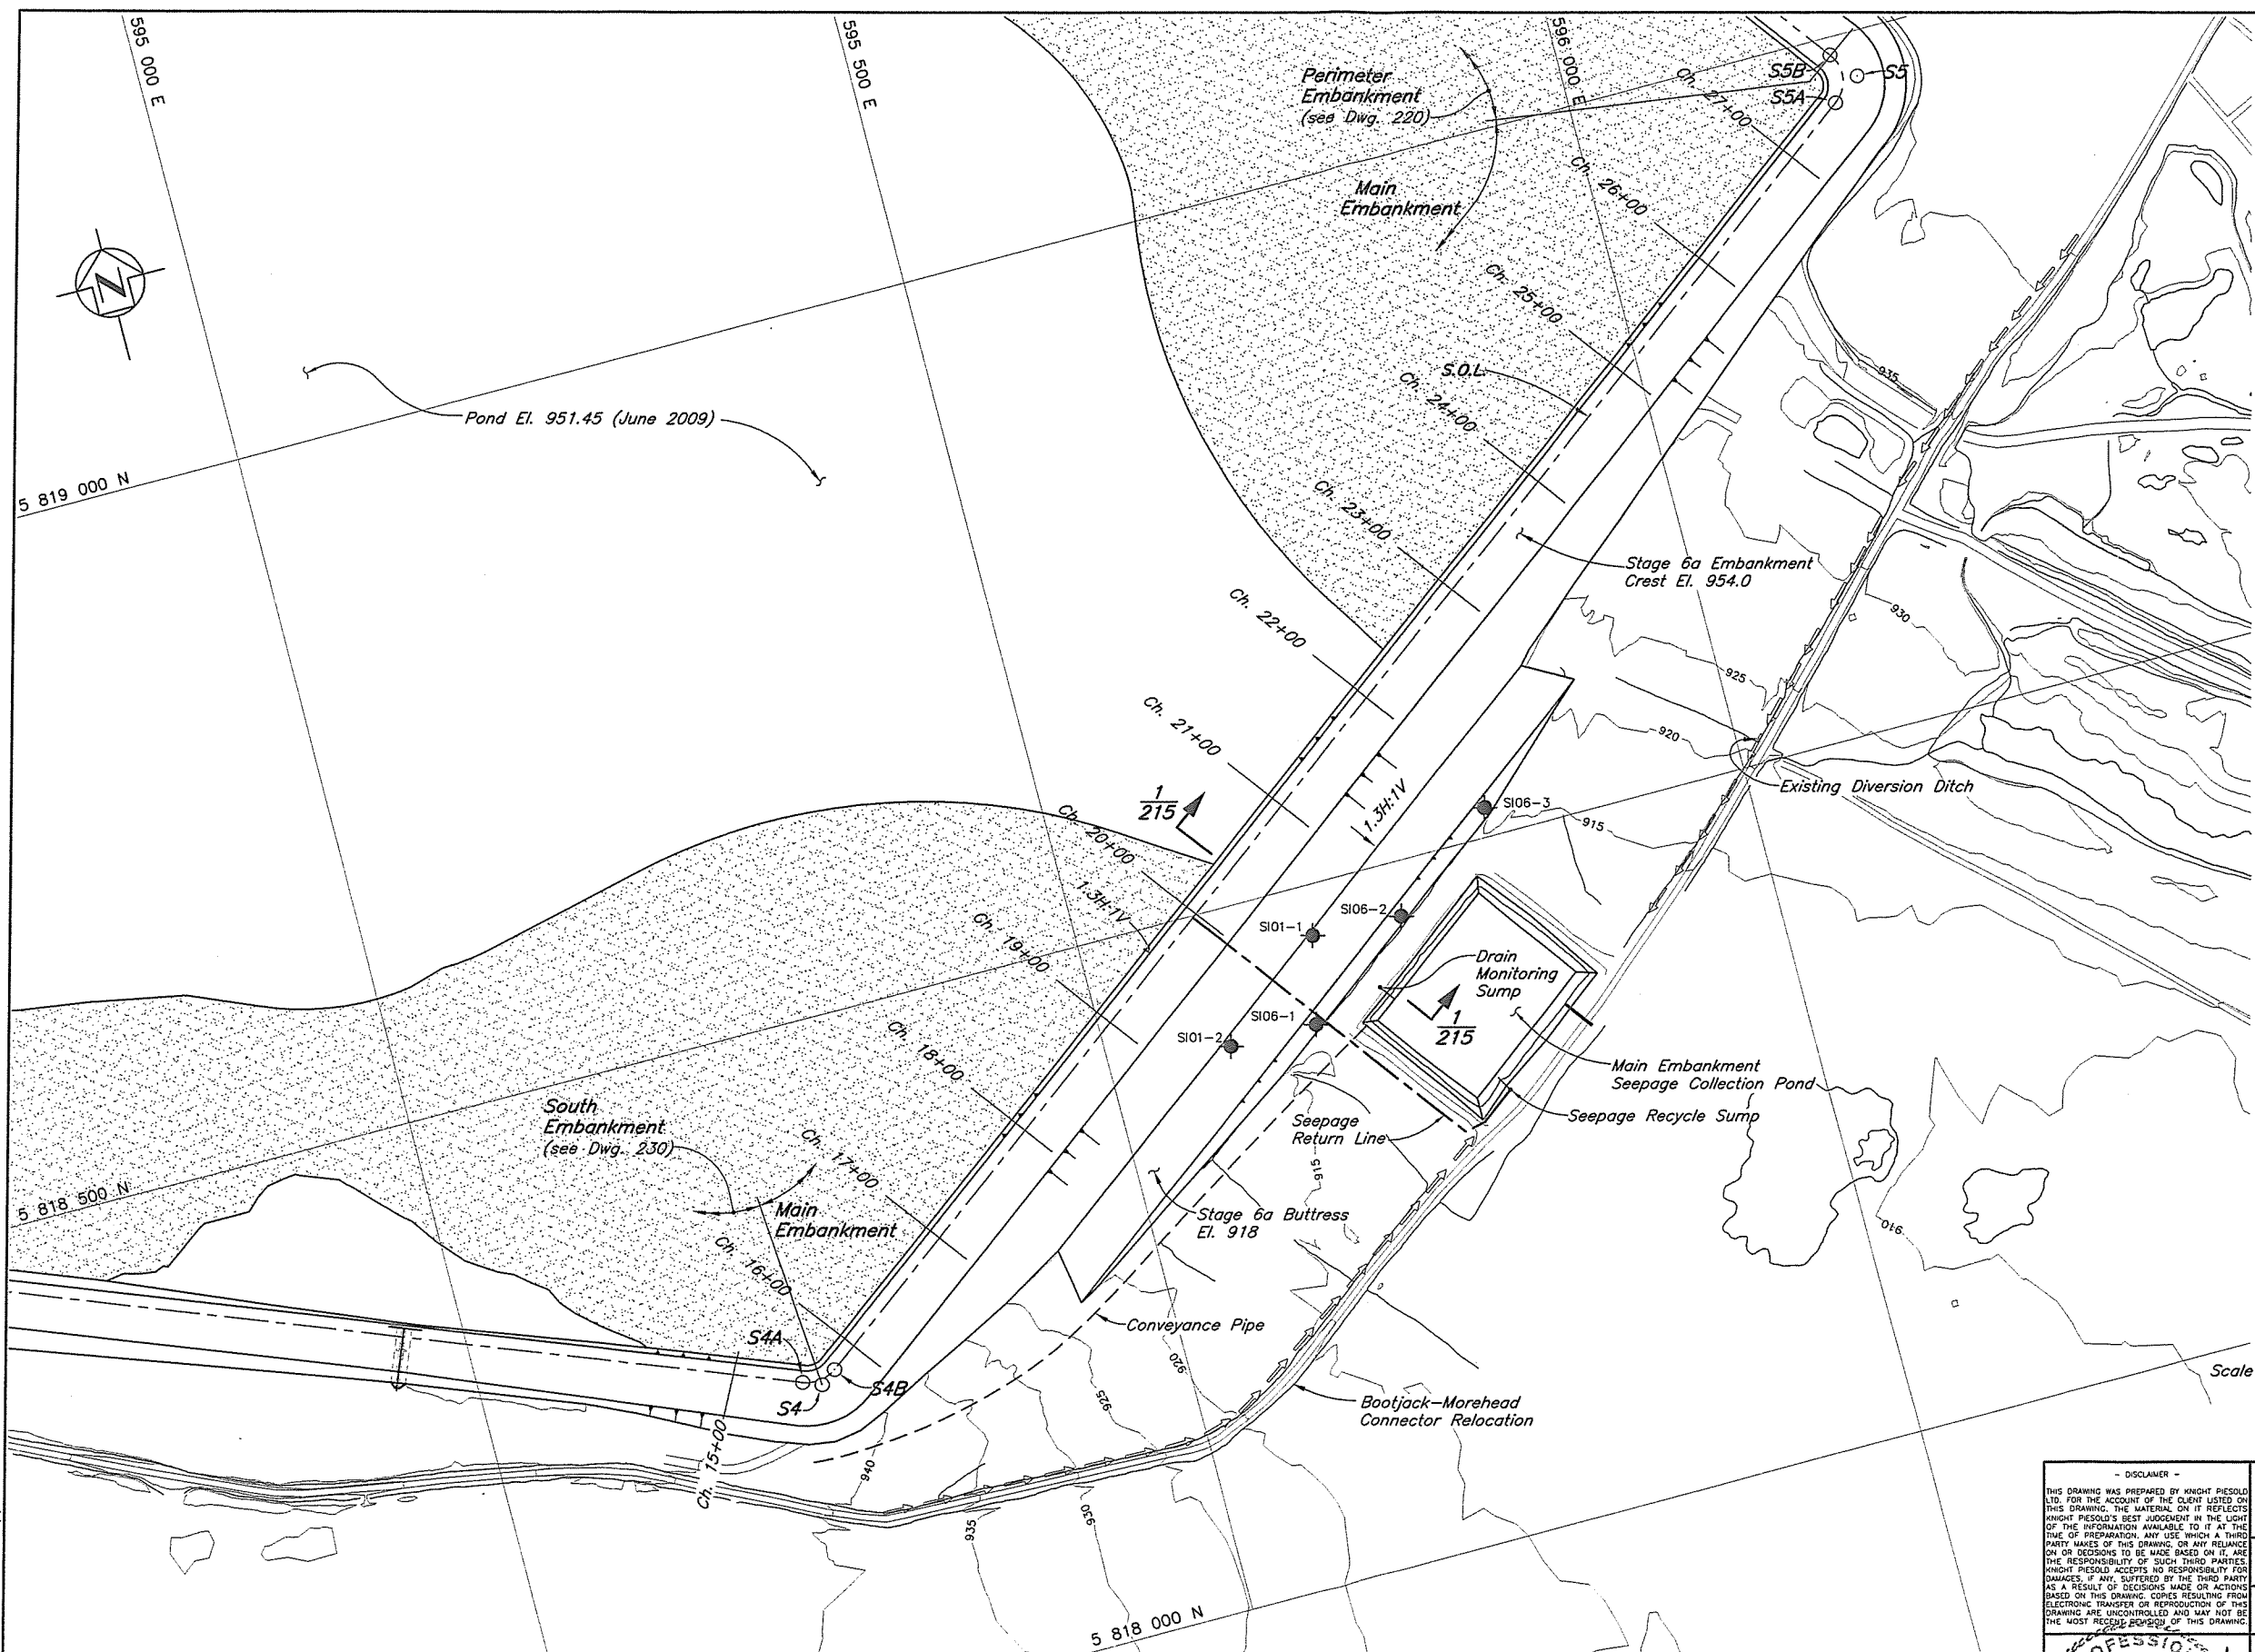 595 000 E
595 500 E
596 000 E
Perimeter
Embankment
(see Dwg. 220)
Main
Embankment
S5B
S5
S5A
Ch. 27+00
Ch. 26+00
Ch. 25+00
S.O.L.
Ch. 24+00
Ch. 23+00
Ch. 22+00
Ch. 21+00
Ch. 20+00
Ch. 19+00
Ch. 18+00
Ch. 17+00
Ch. 16+00
Ch. 15+00
N
Pond El. 951.45 (June 2009)
5 819 000 N
935
Stage 6a Embankment
Crest El. 954.0
930
925
920
Existing Diversion Ditch
915
1
215
1.3H:1V
1.3H:1V
SI06-3
SI06-2
SI01-1
SI06-1
SI01-2
Drain
Monitoring
Sump
1
215
Main Embankment
Seepage Collection Pond
Seepage Recycle Sump
Seepage
Return Line
915
910
South
Embankment
(see Dwg. 230)
Main
Embankment
5 818 500 N
Stage 6a Buttress
El. 918
Conveyance Pipe
S4A
S4B
S4
920
925
940
935
930
Bootjack-Morehead
Connector Relocation
Scale
5 818 000 N
- DISCLAIMER -
THIS DRAWING WAS PREPARED BY KNIGHT PIESOLD
LTD. FOR THE ACCOUNT OF THE CLIENT LISTED ON
THIS DRAWING. THE MATERIAL ON IT REFLECTS
KNIGHT PIESOLD'S BEST JUDGEMENT IN THE LIGHT
OF THE INFORMATION AVAILABLE TO IT AT THE
TIME OF PREPARATION. ANY USE WHICH A THIRD
PARTY MAKES OF THIS DRAWING, OR ANY RELIANCE
ON OR DECISIONS TO BE MADE BASED ON IT, ARE
THE RESPONSIBILITY OF SUCH THIRD PARTIES.
KNIGHT PIESOLD ACCEPTS NO RESPONSIBILITY FOR
DAMAGES, IF ANY, SUFFERED BY THE THIRD PARTY
AS A RESULT OF DECISIONS MADE OR ACTIONS
BASED ON THIS DRAWING. COPIES RESULTING FROM
ELECTRONIC TRANSFER OR REPRODUCTION OF THIS
DRAWING ARE UNCONTROLLED AND MAY NOT BE
THE MOST RECENT REVISION OF THIS DRAWING.